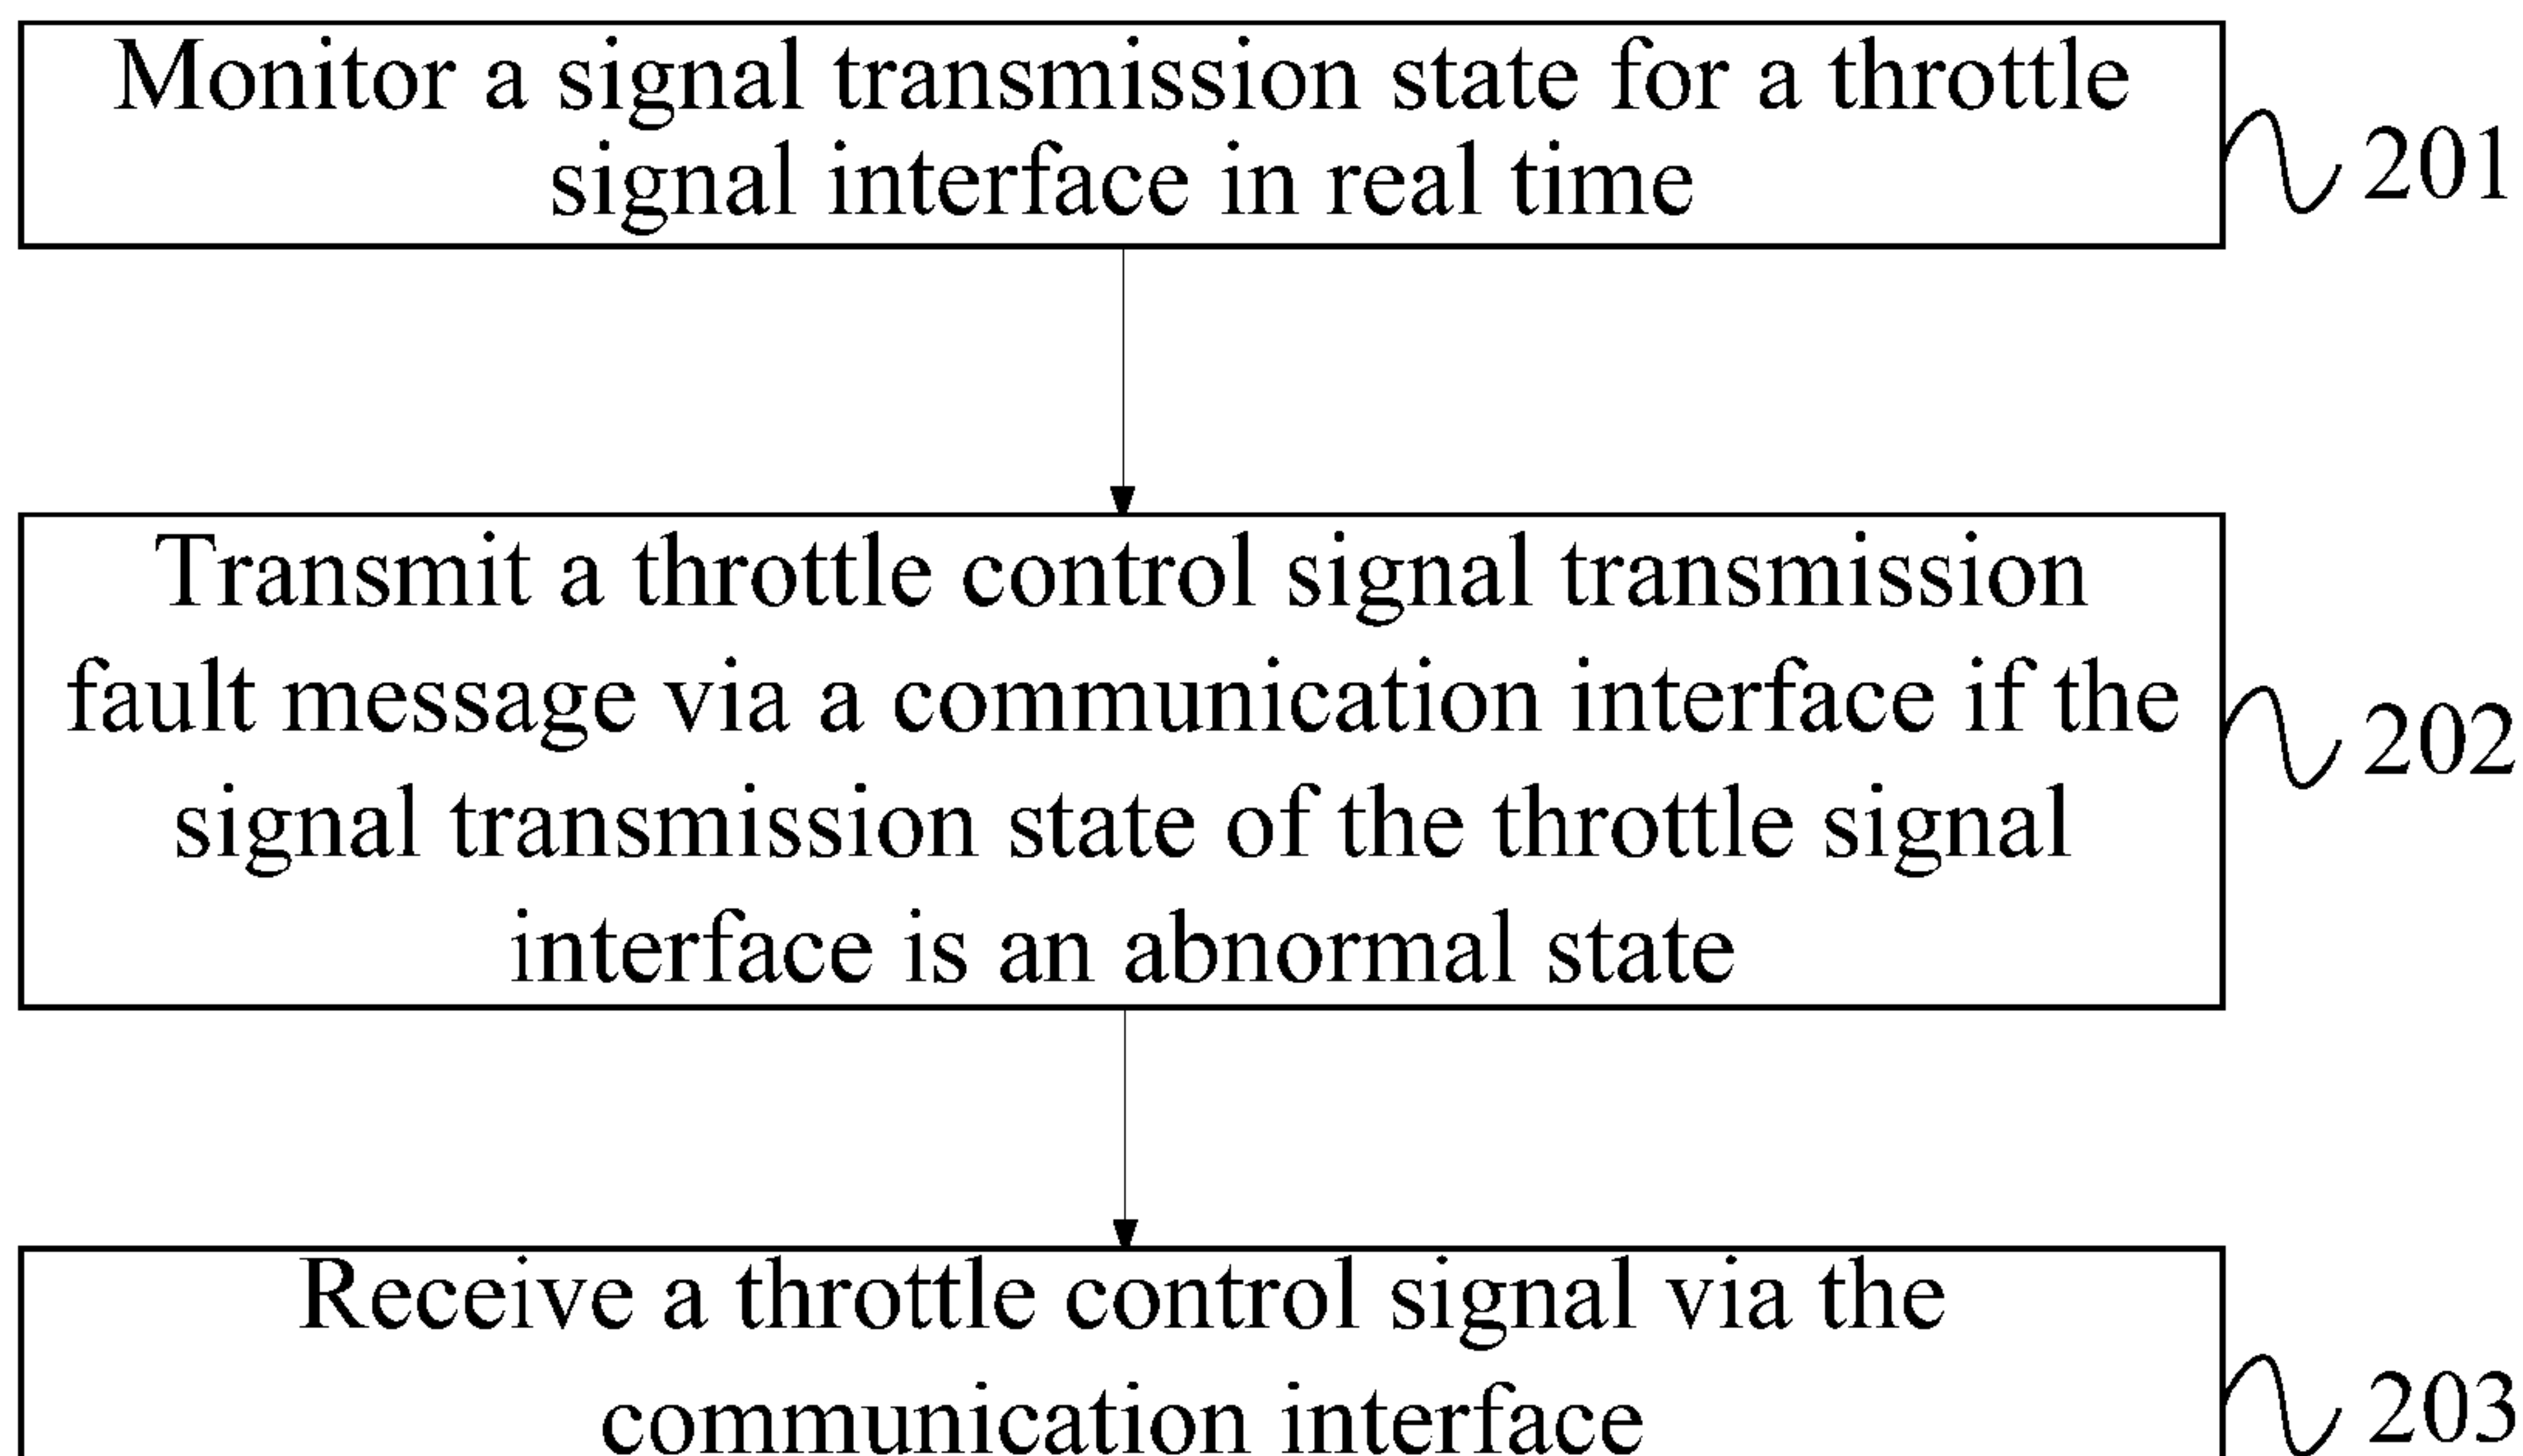 Monitor a signal transmission state for a throttle
signal interface in real time
201
Transmit a throttle control signal transmission
fault message via a communication interface if the
signal transmission state of the throttle signal
interface is an abnormal state
202
Receive a throttle control signal via the
communication interface
203